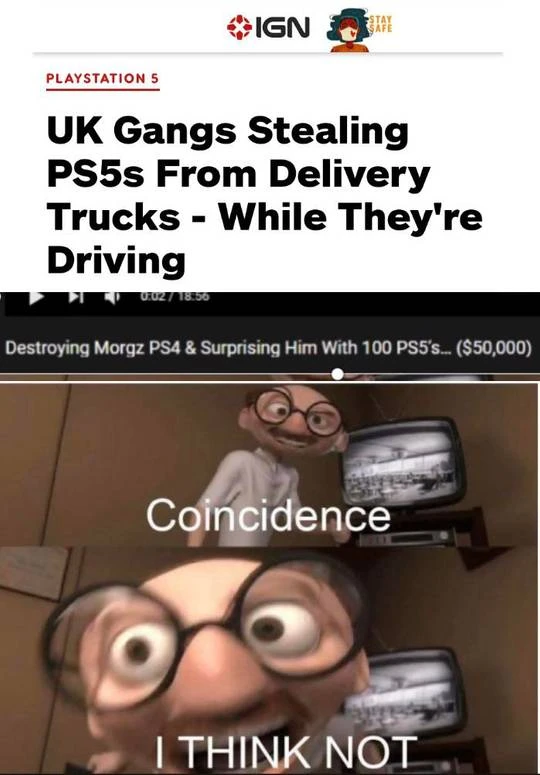 IGN
STAY
SAFE
PLAYSTATION 5
UK Gangs Stealing
PS5s From Delivery
Trucks - While They're
Driving
0:02 / 18:56
Destroying Morgz PS4 & Surprising Him With 100 PS5's... ($50,000)
Coincidence
I THINK NOT